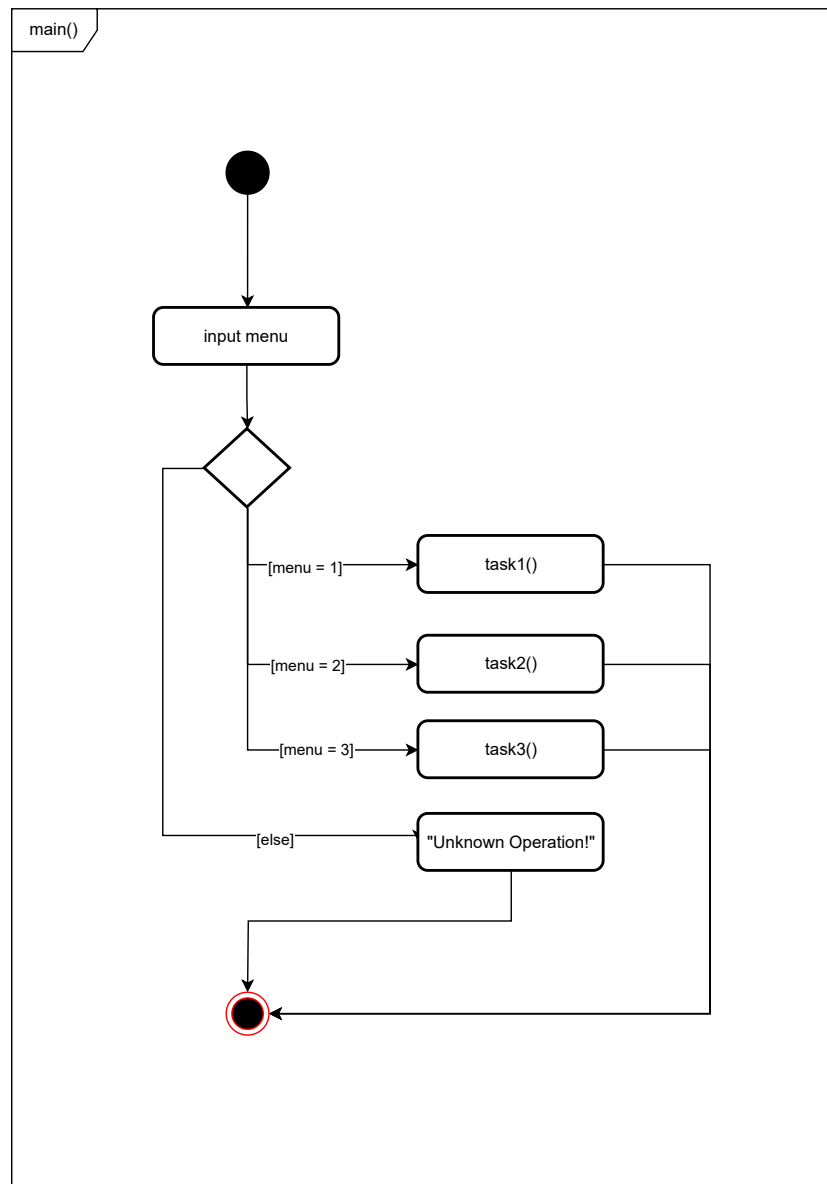 main()
input menu
[menu = 1]
task1()
[menu = 2]
task2()
[menu = 3]
task3()
[else]
"Unknown Operation!"